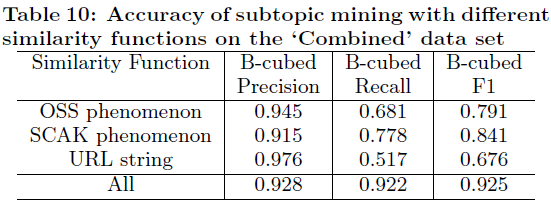 Table 10: Accuracy of subtopic mining with different
similarity functions on the ‘Combined’ data set
Similarity Function B-cubed B-cubed B-cubed
Precision Recall F1
OSS phenomenon 0.945 0.681 0.791
SCAK phenomenon 0.915 0.778 0.841
URL string 0.976 0.517 0.676
All 0.928 0.922 0.925